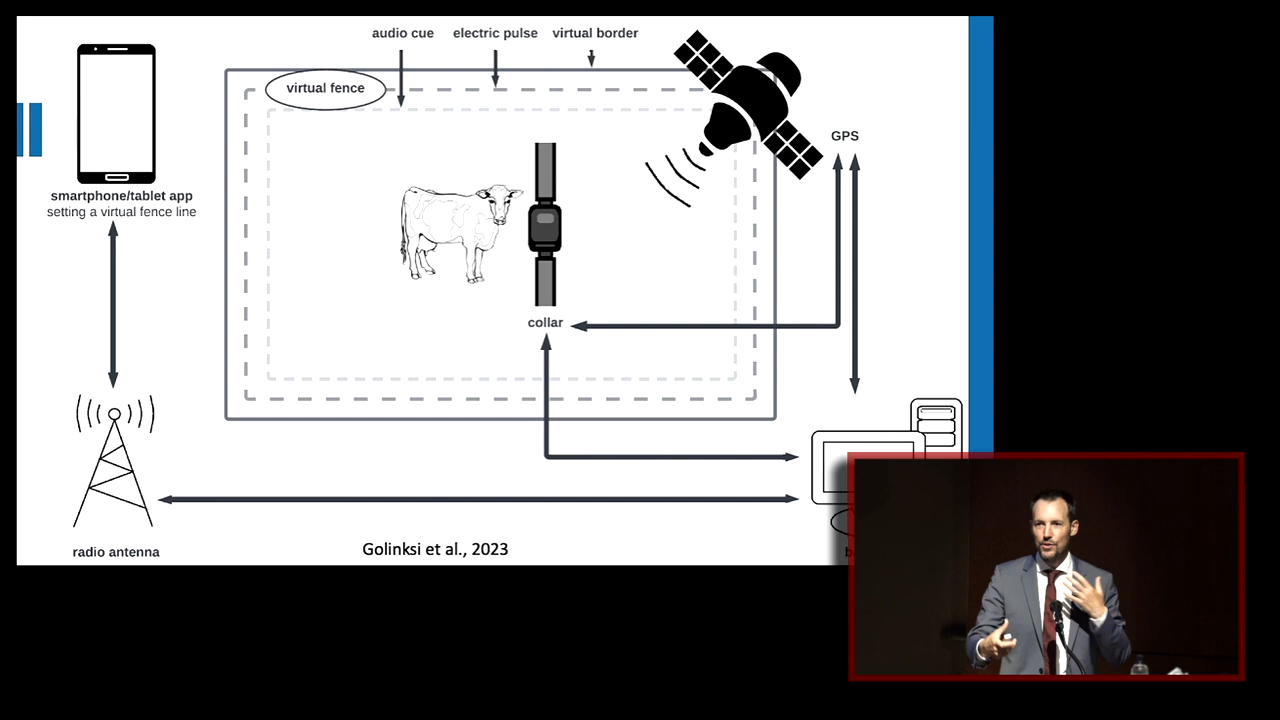 audio cue
electric pulse
virtual border
virtual fence
GPS
smartphone/tablet app
setting a virtual fence line
collar
radio antenna
Golinksi et al., 2023